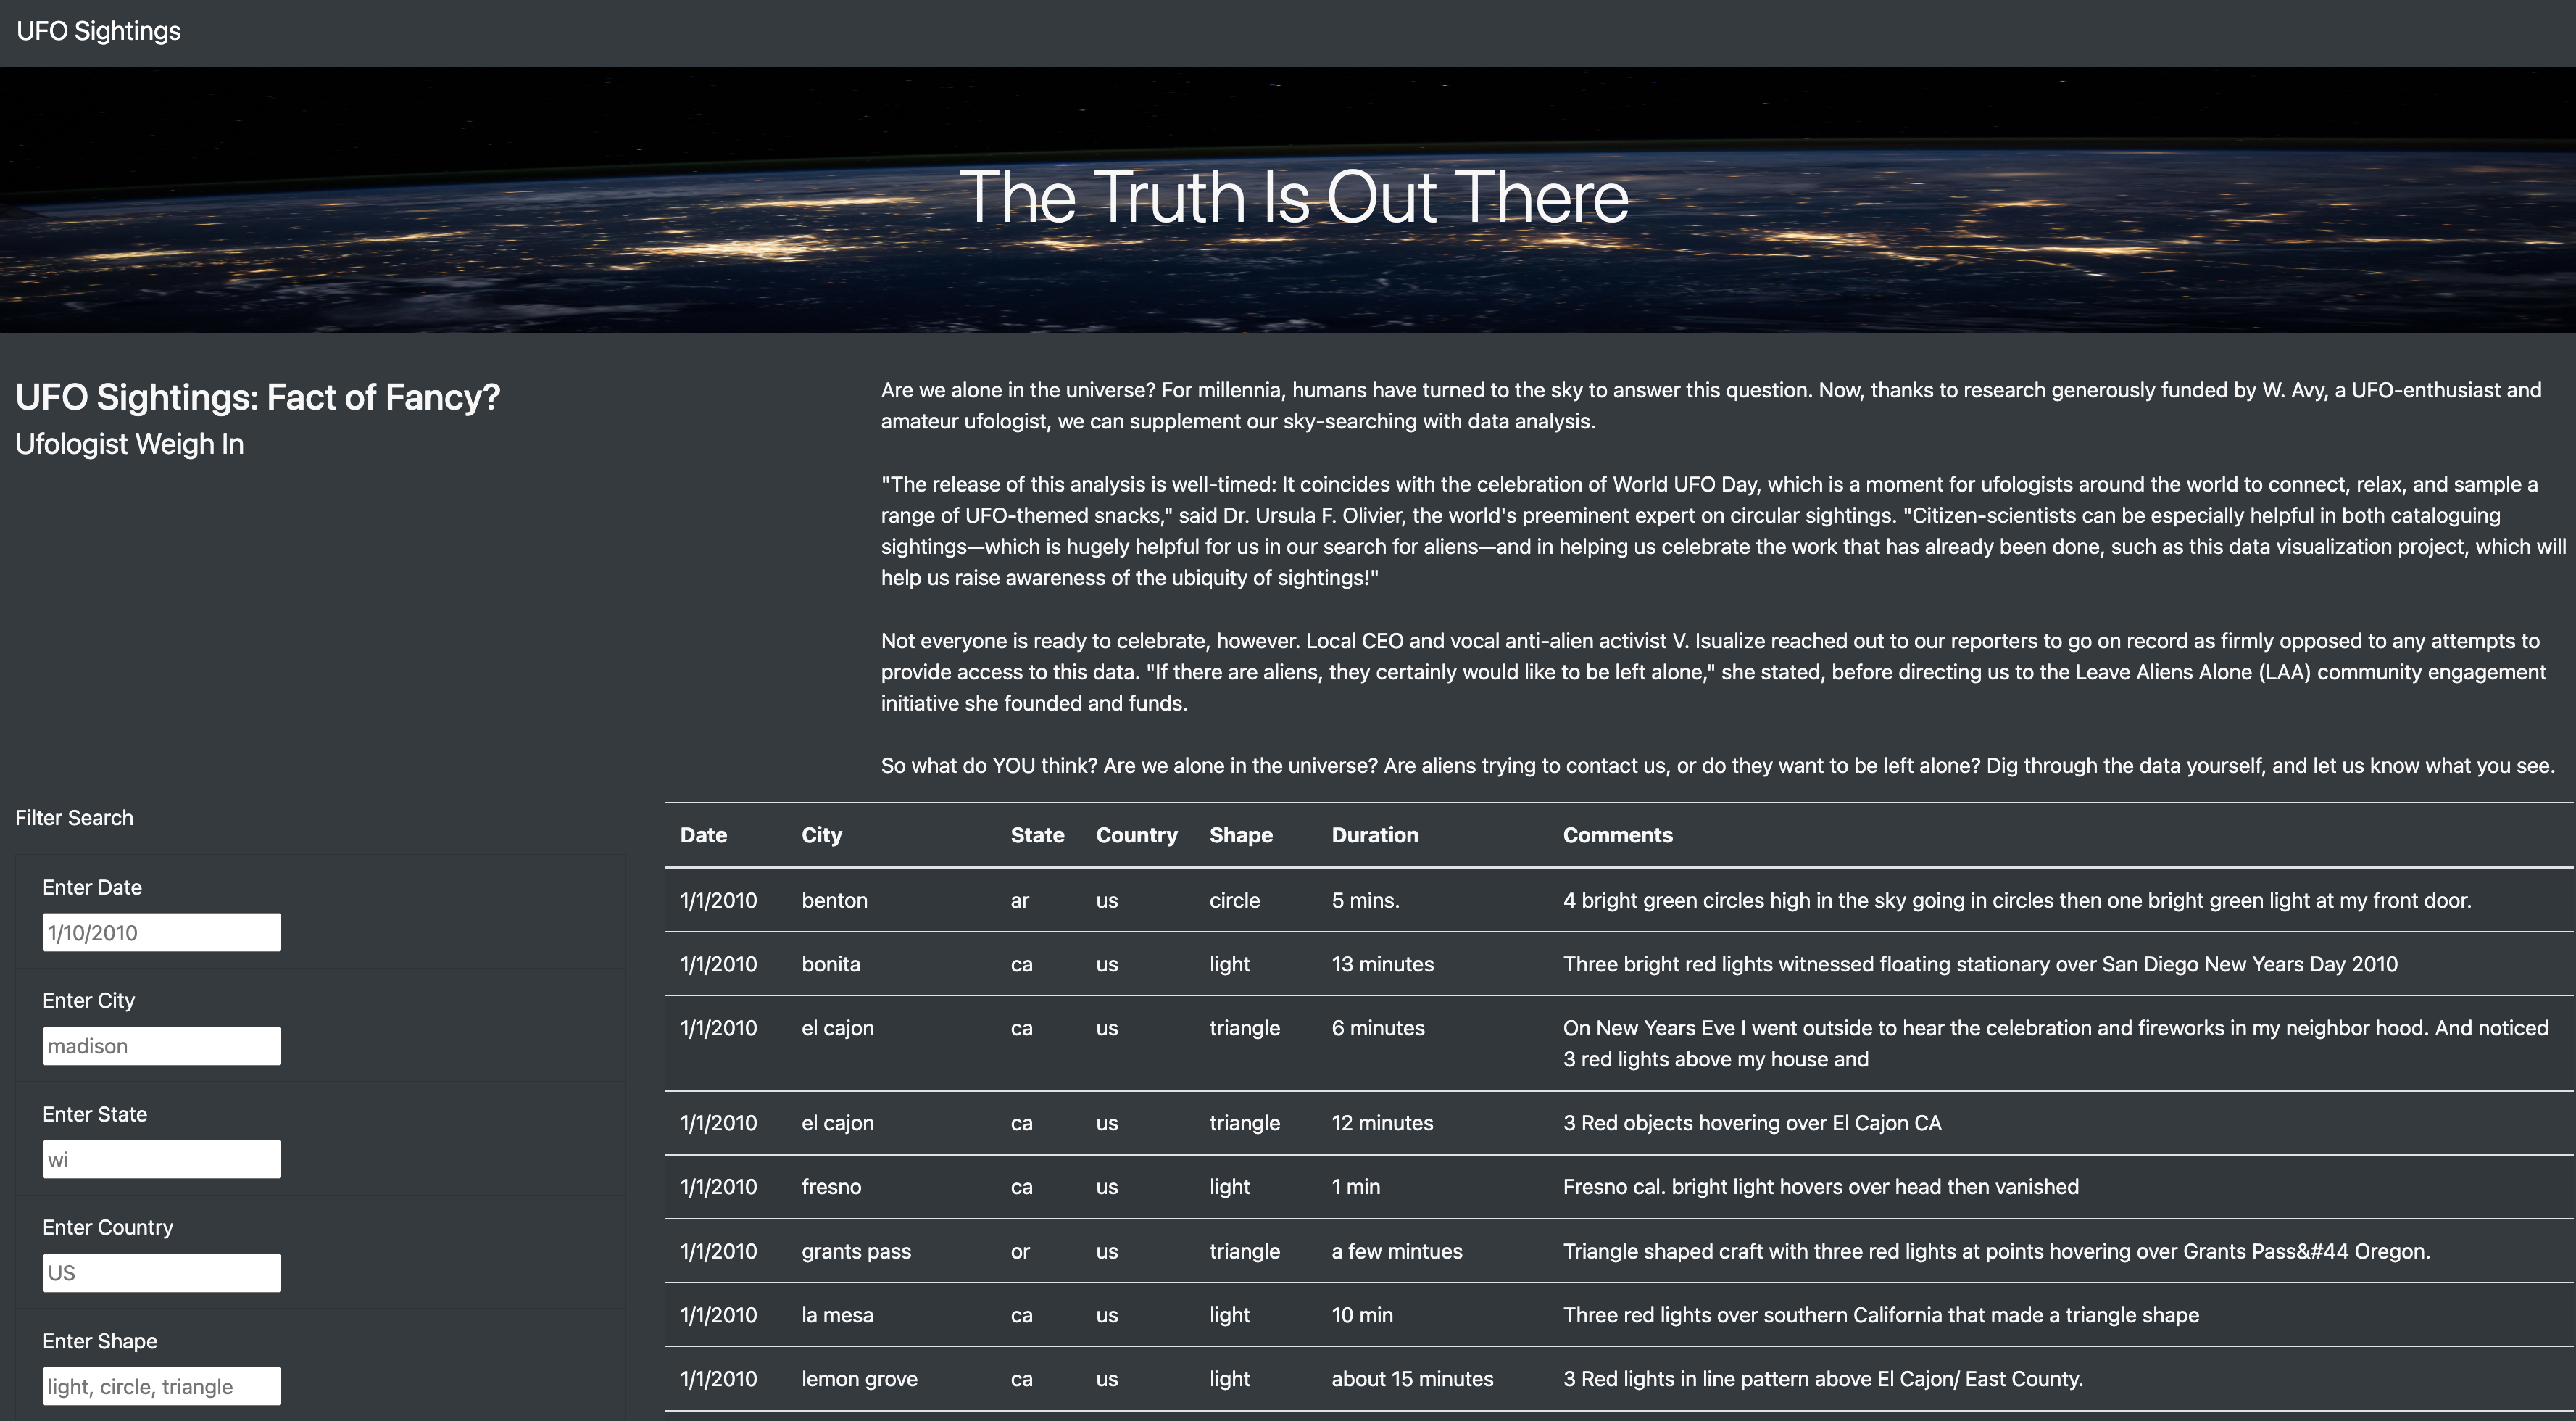 UFO Sightings
The Truth Is Out There
UFO Sightings: Fact of Fancy?
Ufologist Weigh In
Are we alone in the universe? For millennia, humans have turned to the sky to answer this question. Now, thanks to research generously funded by W. Avy, a UFO-enthusiast and
amateur ufologist, we can supplement our sky-searching with data analysis.
"The release of this analysis is well-timed: It coincides with the celebration of World UFO Day, which is a moment for ufologists around the world to connect, relax, and sample a
range of UFO-themed snacks," said Dr. Ursula F. Olivier, the world's preeminent expert on circular sightings. "Citizen-scientists can be especially helpful in both cataloguing
sightings—which is hugely helpful for us in our search for aliens—and in helping us celebrate the work that has already been done, such as this data visualization project, which will
help us raise awareness of the ubiquity of sightings!"
Not everyone is ready to celebrate, however. Local CEO and vocal anti-alien activist V. Isualize reached out to our reporters to go on record as firmly opposed to any attempts to
provide access to this data. "If there are aliens, they certainly would like to be left alone," she stated, before directing us to the Leave Aliens Alone (LAA) community engagement
initiative she founded and funds.
So what do YOU think? Are we alone in the universe? Are aliens trying to contact us, or do they want to be left alone? Dig through the data yourself, and let us know what you see.
Filter Search
Enter Date
1/10/2010
Enter City
madison
Enter State
wi
Enter Country
US
Enter Shape
light, circle, triangle
Date City State Country Shape Duration Comments
1/1/2010 benton ar us circle 5 mins. 4 bright green circles high in the sky going in circles then one bright green light at my front door.
1/1/2010 bonita ca us light 13 minutes Three bright red lights witnessed floating stationary over San Diego New Years Day 2010
1/1/2010 el cajon ca us triangle 6 minutes On New Years Eve I went outside to hear the celebration and fireworks in my neighbor hood. And noticed
3 red lights above my house and
1/1/2010 el cajon ca us triangle 12 minutes 3 Red objects hovering over El Cajon CA
1/1/2010 fresno ca us light 1 min Fresno cal. bright light hovers over head then vanished
1/1/2010 grants pass or us triangle a few mintues Triangle shaped craft with three red lights at points hovering over Grants Pass&#44 Oregon.
1/1/2010 la mesa ca us light 10 min Three red lights over southern California that made a triangle shape
1/1/2010 lemon grove ca us light about 15 minutes 3 Red lights in line pattern above El Cajon/ East County.